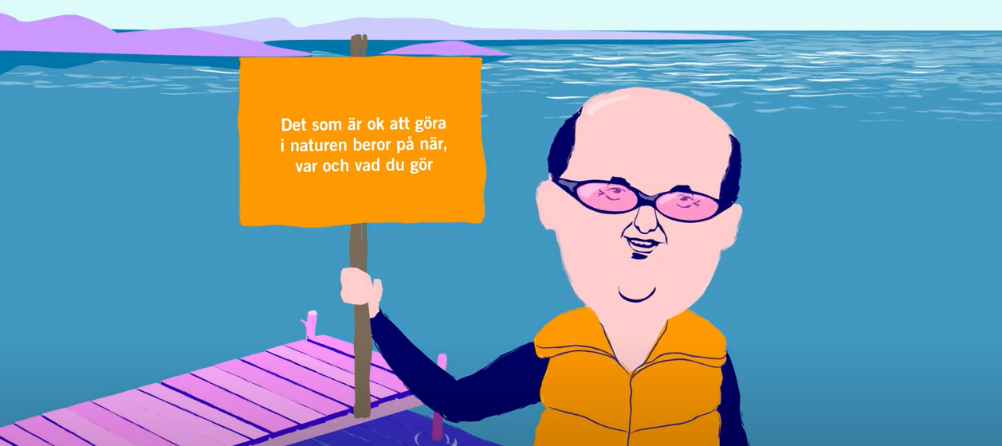 Det som är ok att göra
i naturen beror på när,
var och vad du gör